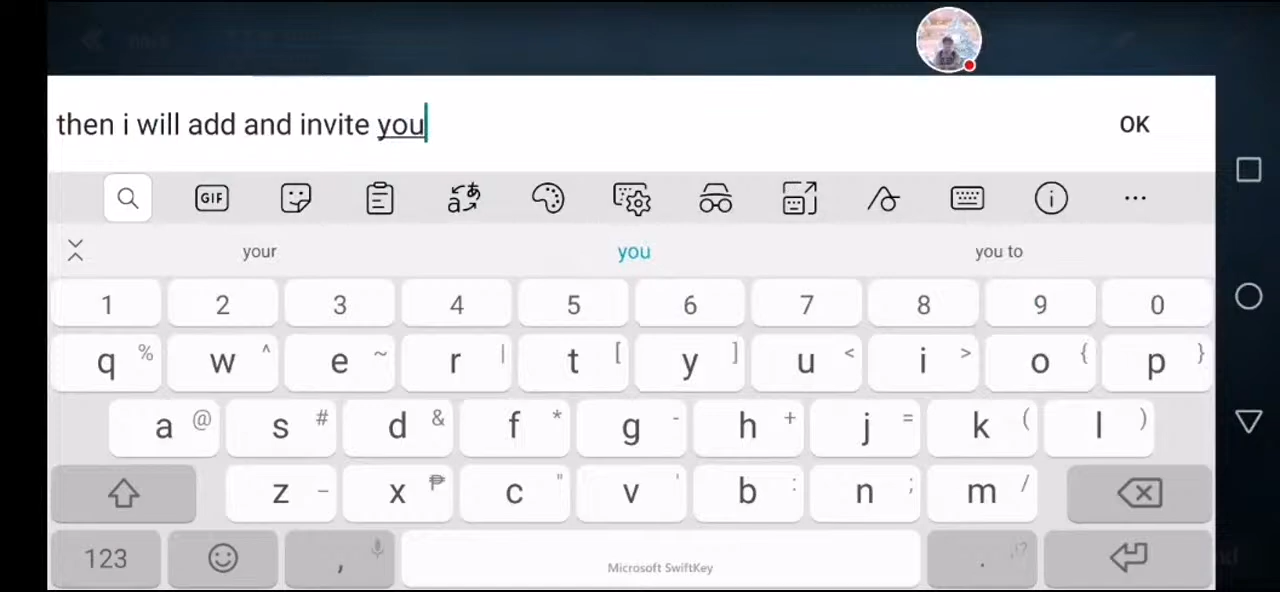 then i will add and invite you
OK
GIF
your you you to
1 2 3 4 5 6 7 8 9 0
q % w ^ e ~ r | t [ y ] u < i > o { p }
a @ s # d & f * g - h + j = k ( l )
z _ x ₱ c " v ' b : n ; m /
123 , Microsoft SwiftKey . ,!?